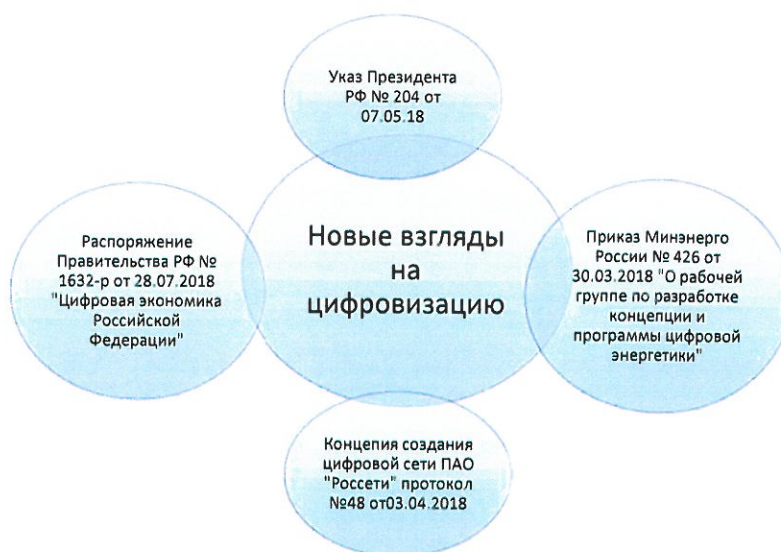 Указ Президента
РФ № 204 от
07.05.18
Распоряжение
Правительства РФ №
1632-р от 28.07.2018
"Цифровая экономика
Российской
Федерации"
Новые взгляды
на
цифровизацию
Приказ Минэнерго
России № 426 от
30.03.2018 "О рабочей
группе по разработке
концепции и
программы цифровой
энергетики"
Концепия создания
цифровой сети ПАО
"Россети" протокол
№48 от03.04.2018